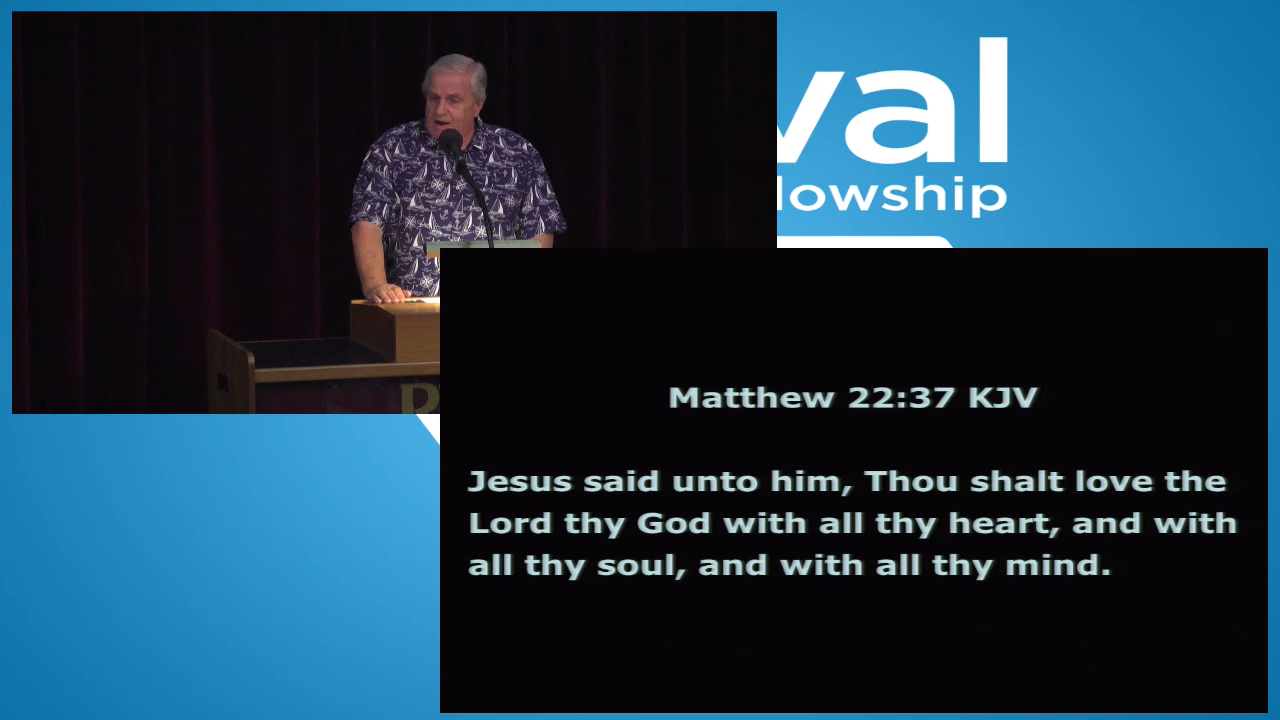 val
lowship
Matthew 22:37 KJV
Jesus said unto him, Thou shalt love the
Lord thy God with all thy heart, and with
all thy soul, and with all thy mind.